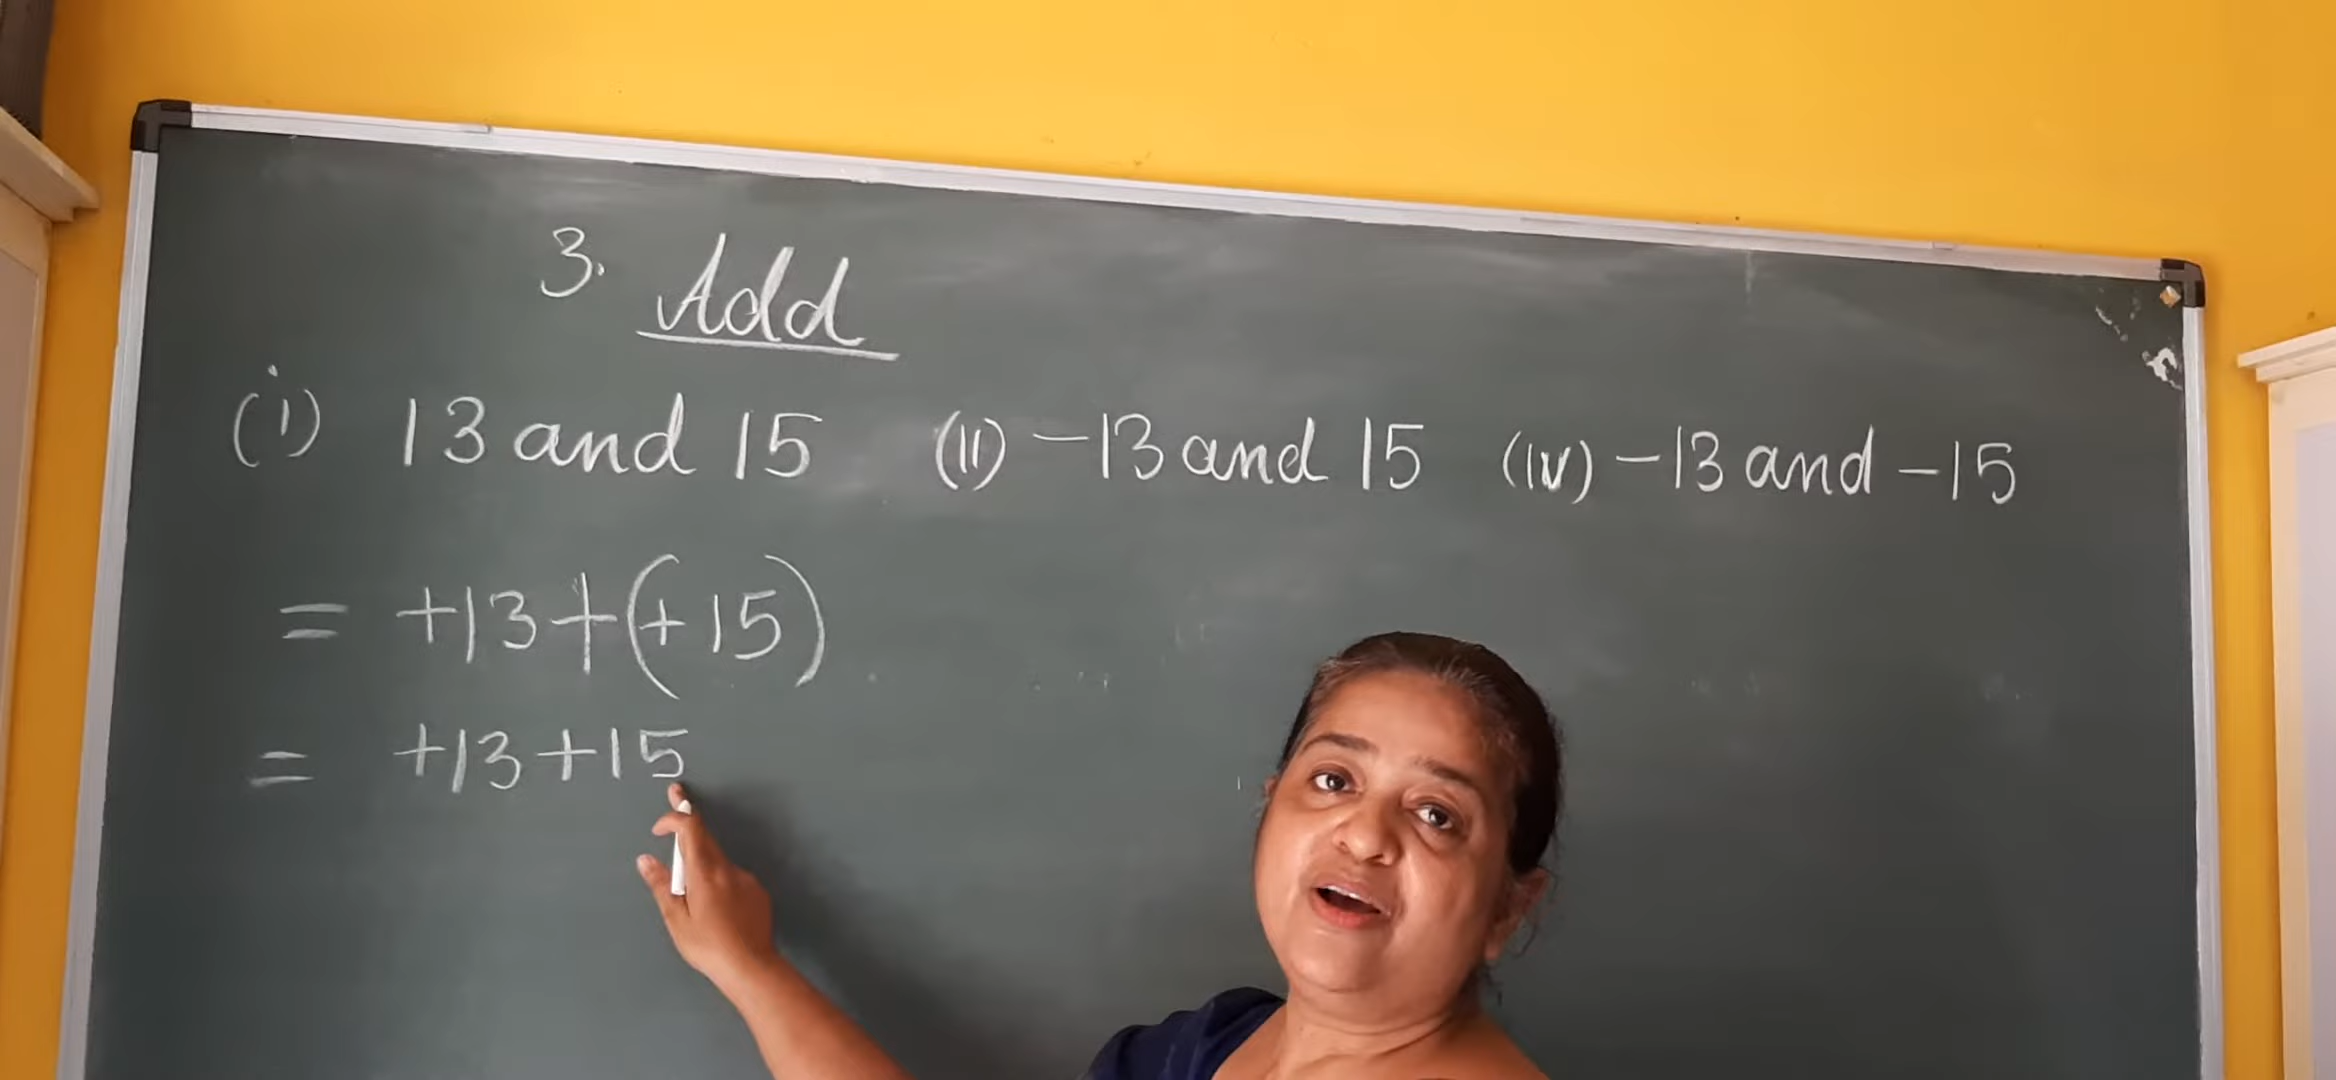 3. Add
(i) 13 and 15 (II) -13 and 15 (IV) -13 and -15
= +13+(+15)
= +13+15